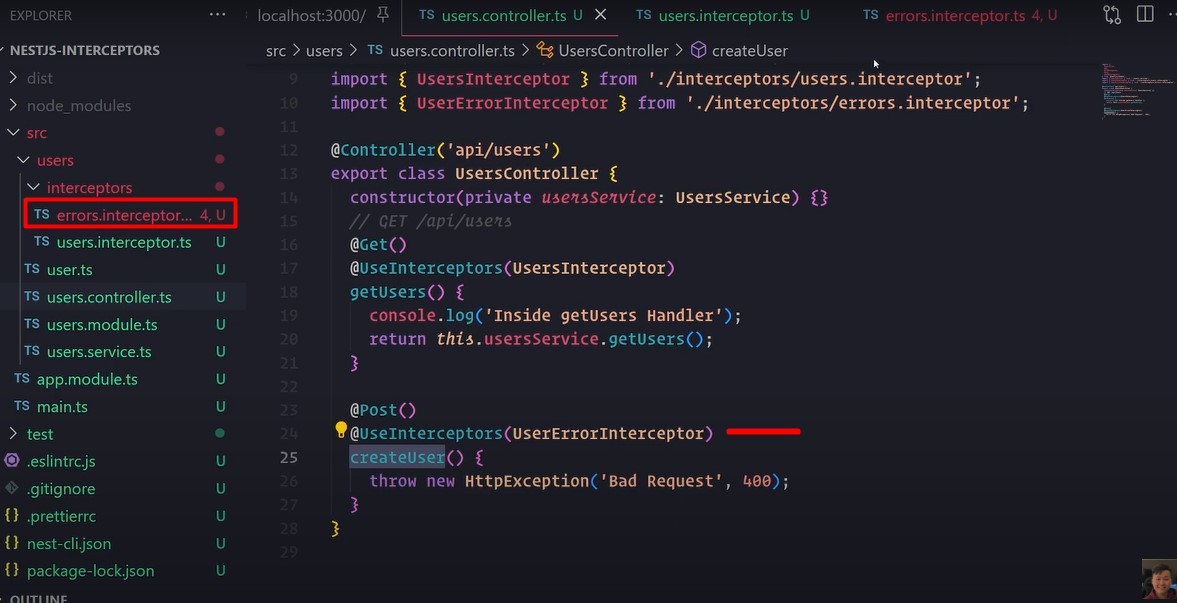 EXPLORER
···
localhost:3000/
TS users.controller.ts U
TS users.interceptor.ts U
TS errors.interceptor.ts 4, U
NESTJS-INTERCEPTORS
src > users > TS users.controller.ts > UsersController > createUser
dist
node_modules
src
users
interceptors
TS errors.interceptor... 4, U
TS users.interceptor.ts U
TS user.ts U
TS users.controller.ts U
TS users.module.ts U
TS users.service.ts U
TS app.module.ts U
TS main.ts U
test
.eslintrc.js U
.gitignore U
{} .prettierrc U
{} nest-cli.json U
{} package-lock.json U
OUTLINE
9 import { UsersInterceptor } from './interceptors/users.interceptor';
10 import { UserErrorInterceptor } from './interceptors/errors.interceptor';
11
12 @Controller('api/users')
13 export class UsersController {
14 constructor(private usersService: UsersService) {}
15 // GET /api/users
16 @Get()
17 @UseInterceptors(UsersInterceptor)
18 getUsers() {
19 console.log('Inside getUsers Handler');
20 return this.usersService.getUsers();
21 }
22
23 @Post()
24 @UseInterceptors(UserErrorInterceptor)
25 createUser() {
26 throw new HttpException('Bad Request', 400);
27 }
28 }
29